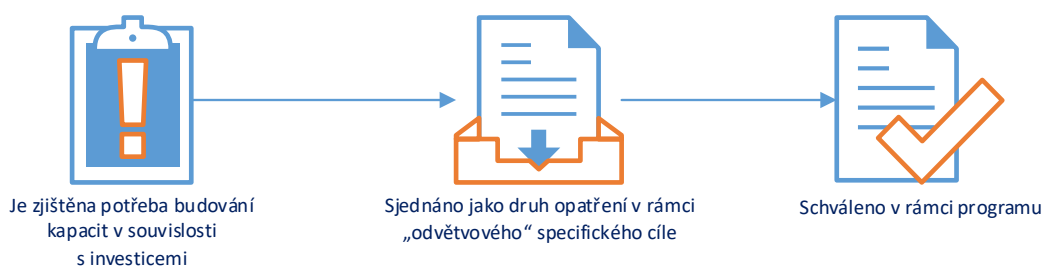 Je zjištěna potřeba budování
kapacit v souvislosti
s investicemi
Sjednáno jako druh opatření v rámci
„odvětvového“ specifického cíle
Schváleno v rámci programu